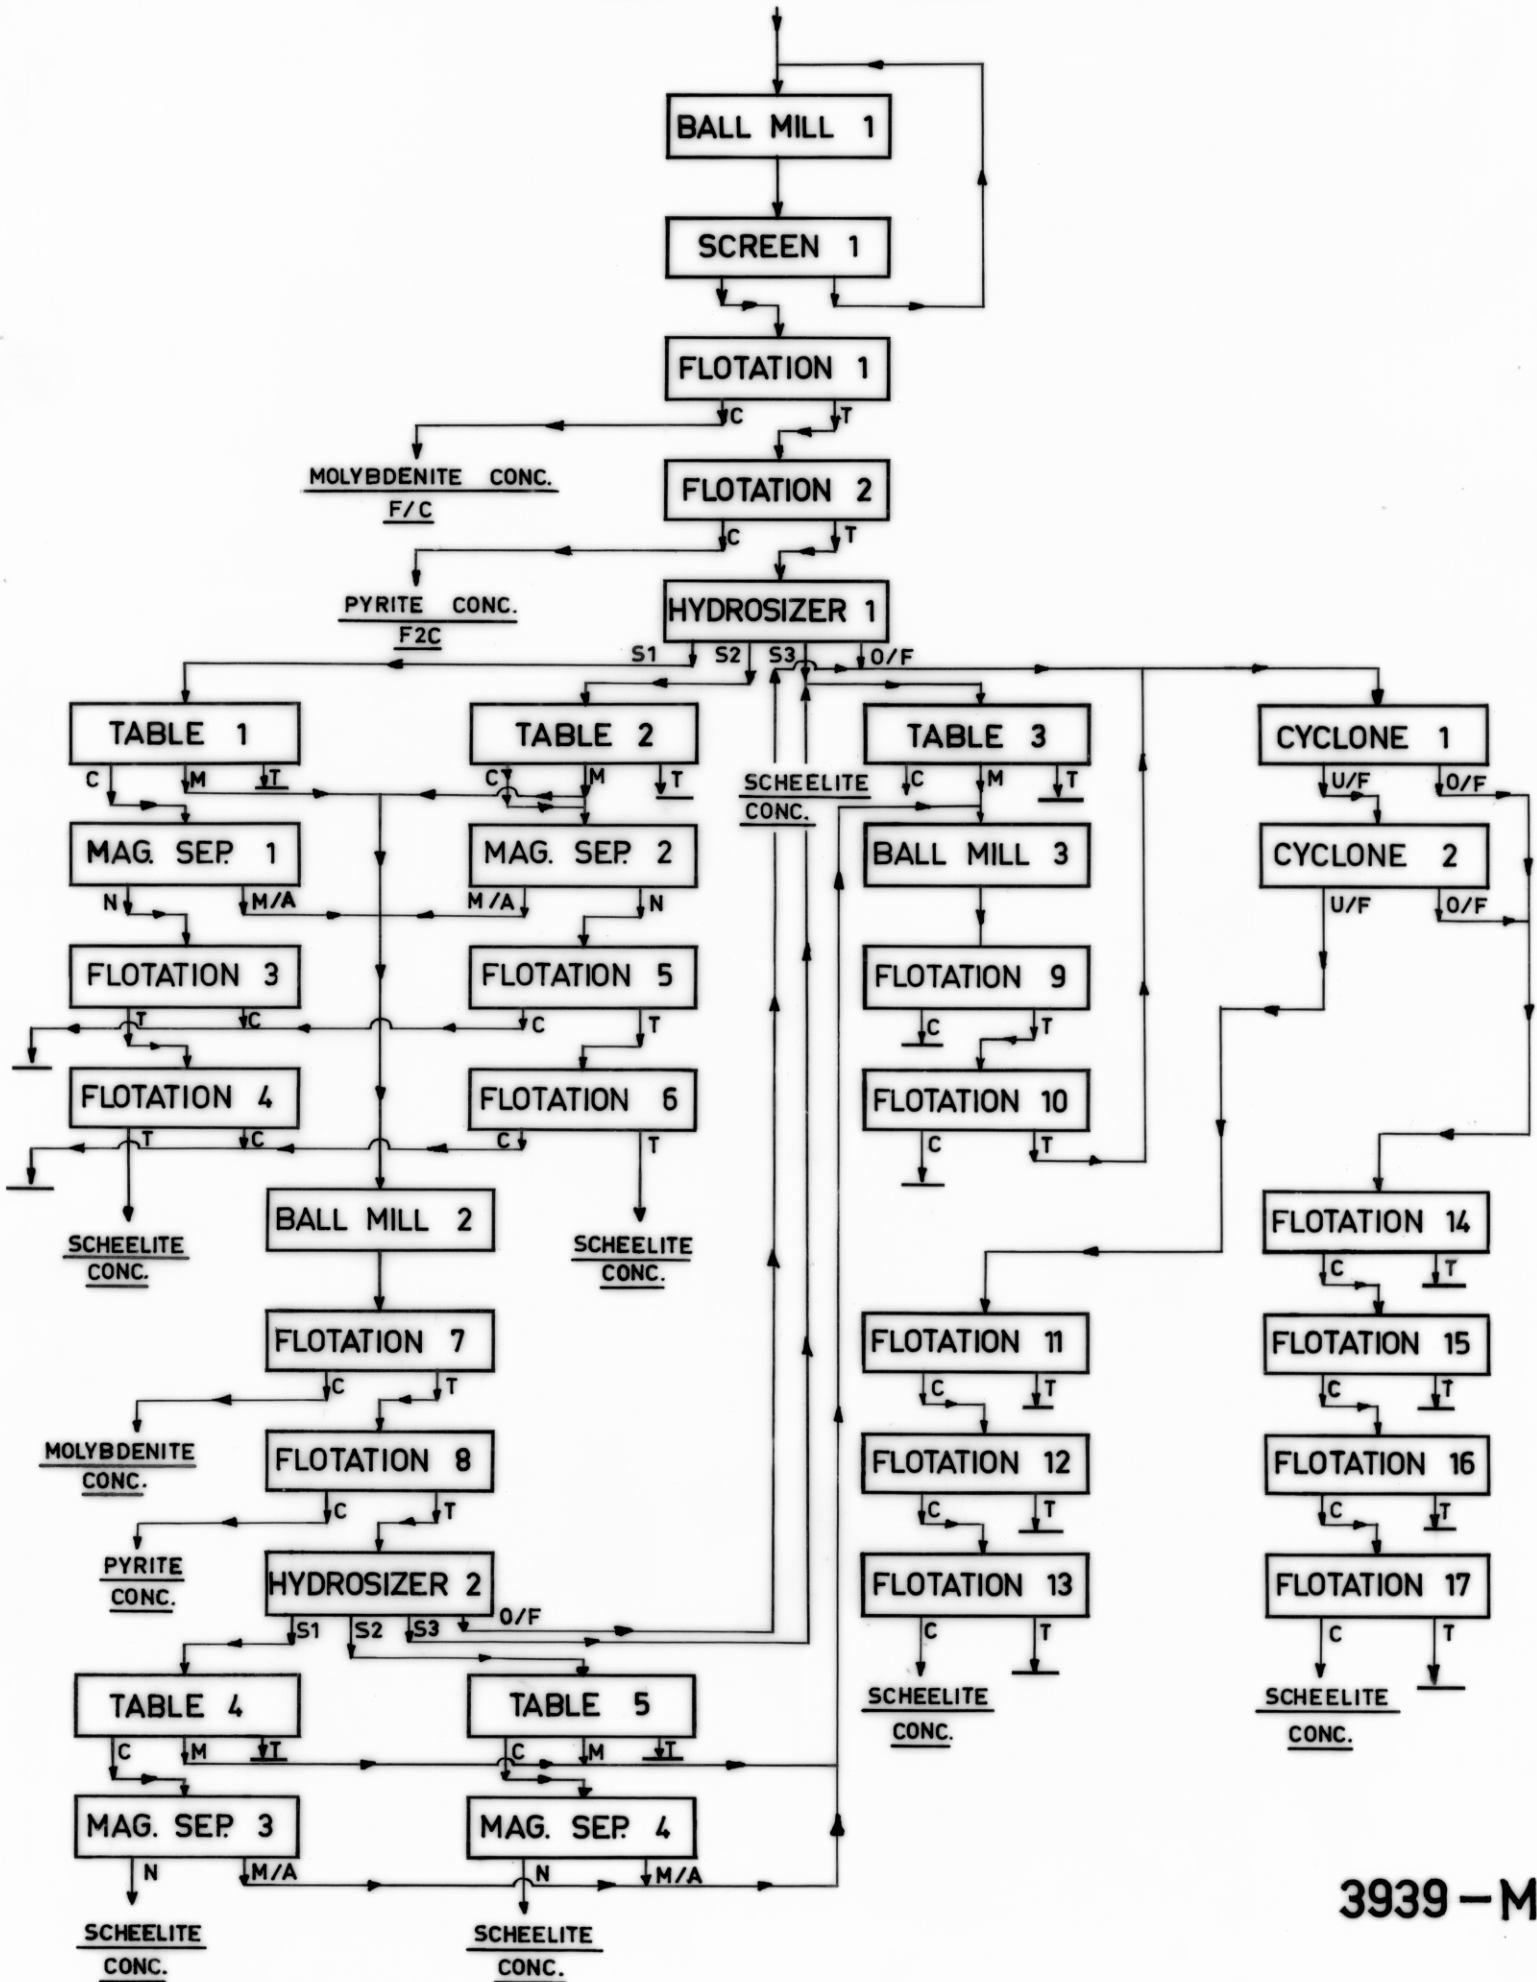 BALL MILL 1
SCREEN 1
FLOTATION 1
C T
MOLYBDENITE CONC.
F/C
FLOTATION 2
C T
PYRITE CONC.
F2C
HYDROSIZER 1
S1 S2 S3 O/F
TABLE 1 TABLE 2 TABLE 3 CYCLONE 1
C M T C M T C M T U/F O/F
SCHEELITE
CONC.
MAG. SEP. 1 MAG. SEP. 2 BALL MILL 3 CYCLONE 2
N M/A M/A N U/F O/F
FLOTATION 3 FLOTATION 5 FLOTATION 9
T C C T C T
FLOTATION 4 FLOTATION 6 FLOTATION 10
T C C T C T
BALL MILL 2 FLOTATION 14
SCHEELITE SCHEELITE
CONC. CONC.
C T
FLOTATION 7 FLOTATION 11 FLOTATION 15
C T C T C T
MOLYBDENITE
CONC.
FLOTATION 8 FLOTATION 12 FLOTATION 16
C T C T C T
PYRITE
CONC.
HYDROSIZER 2 FLOTATION 13 FLOTATION 17
S1 S2 S3 O/F C T C T
TABLE 4 TABLE 5
SCHEELITE SCHEELITE
CONC. CONC.
C M T C M T
MAG. SEP. 3 MAG. SEP. 4
N M/A N M/A
SCHEELITE SCHEELITE
CONC. CONC.
3939-M